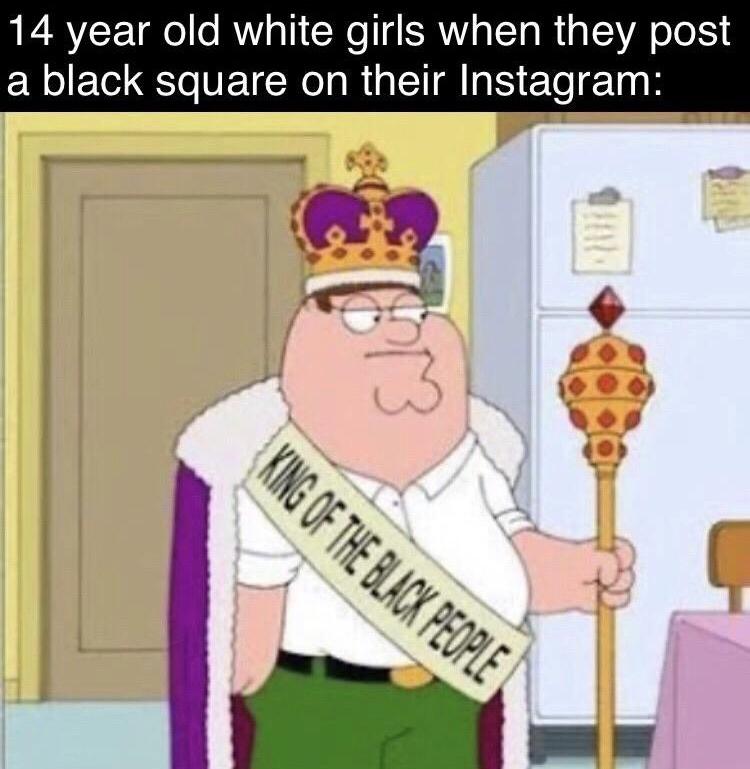 14 year old white girls when they post
a black square on their Instagram:
KING OF THE BLACK PEOPLE